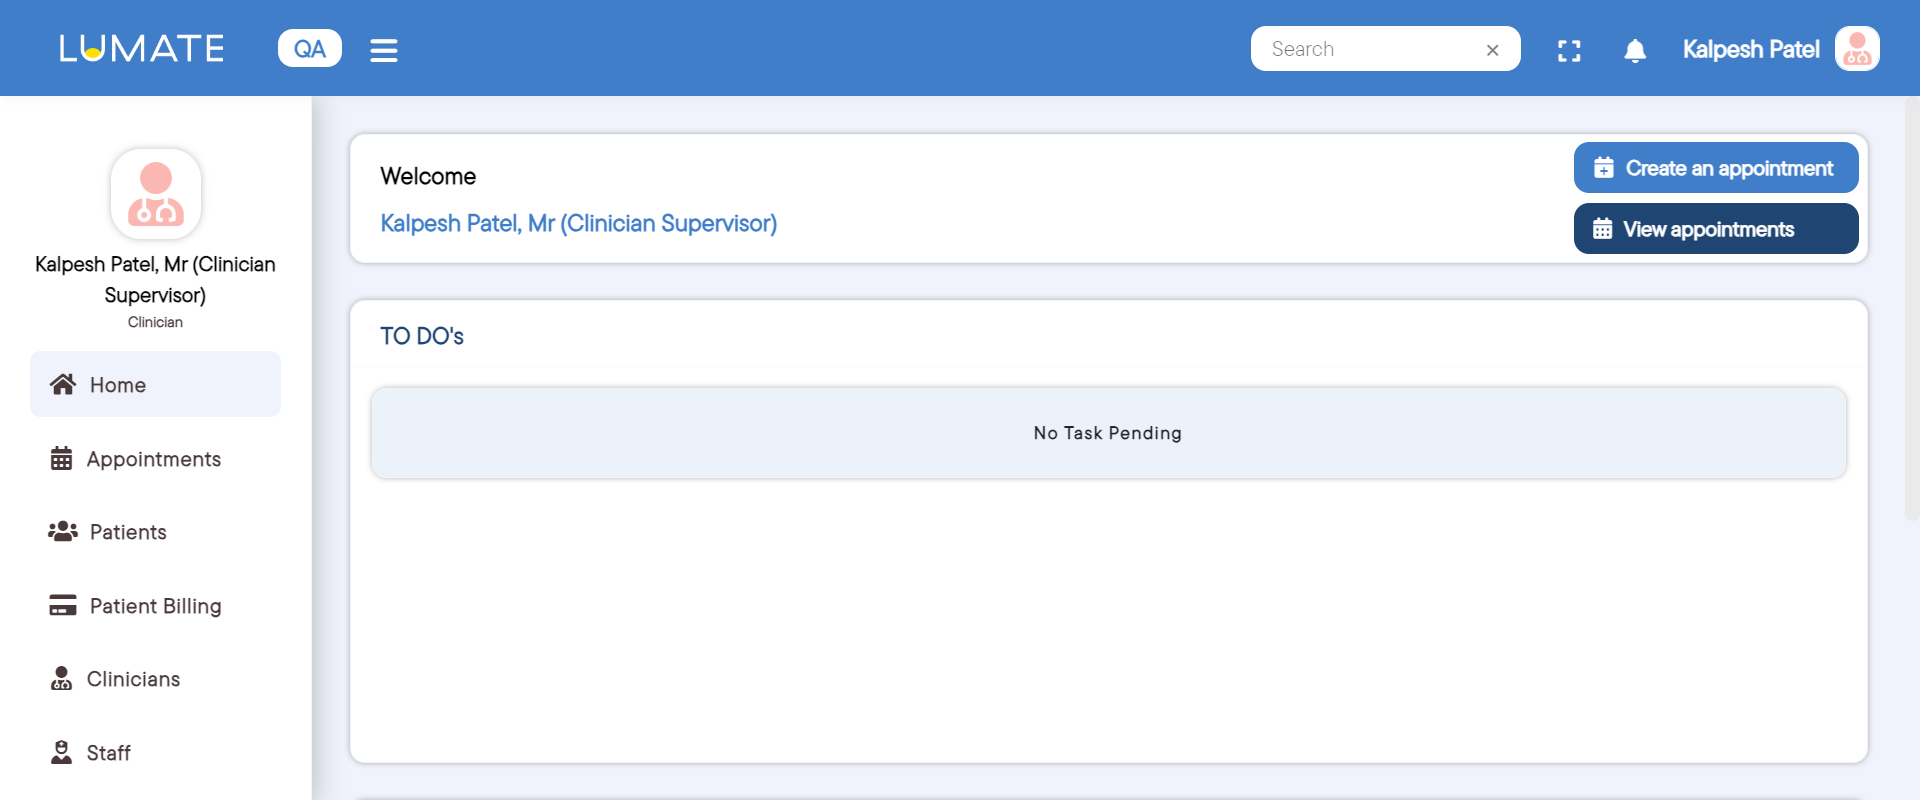 LUMATE
QA
Search
Kalpesh Patel
Kalpesh Patel, Mr (Clinician
Supervisor)
Clinician
Home
Appointments
Patients
Patient Billing
Clinicians
Staff
Welcome
Kalpesh Patel, Mr (Clinician Supervisor)
Create an appointment
View appointments
TO DO's
No Task Pending